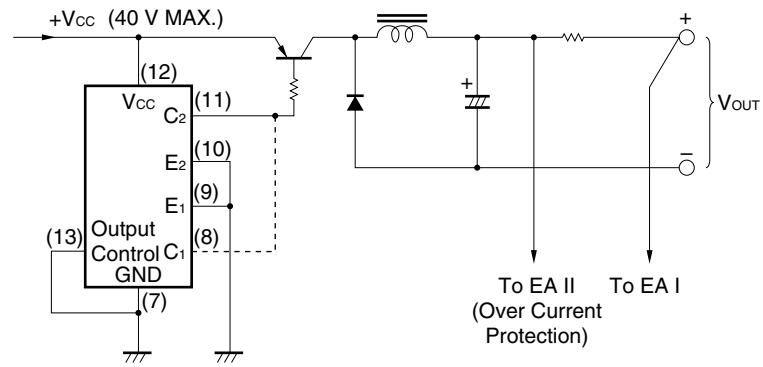 +VCC (40 V MAX.)
(12)
VCC
C2
(11)
E2
(10)
E1
(9)
C1
(8)
(13)
Output
Control
GND
(7)
+
+
VOUT
−
To EA II
(Over Current
Protection)
To EA I